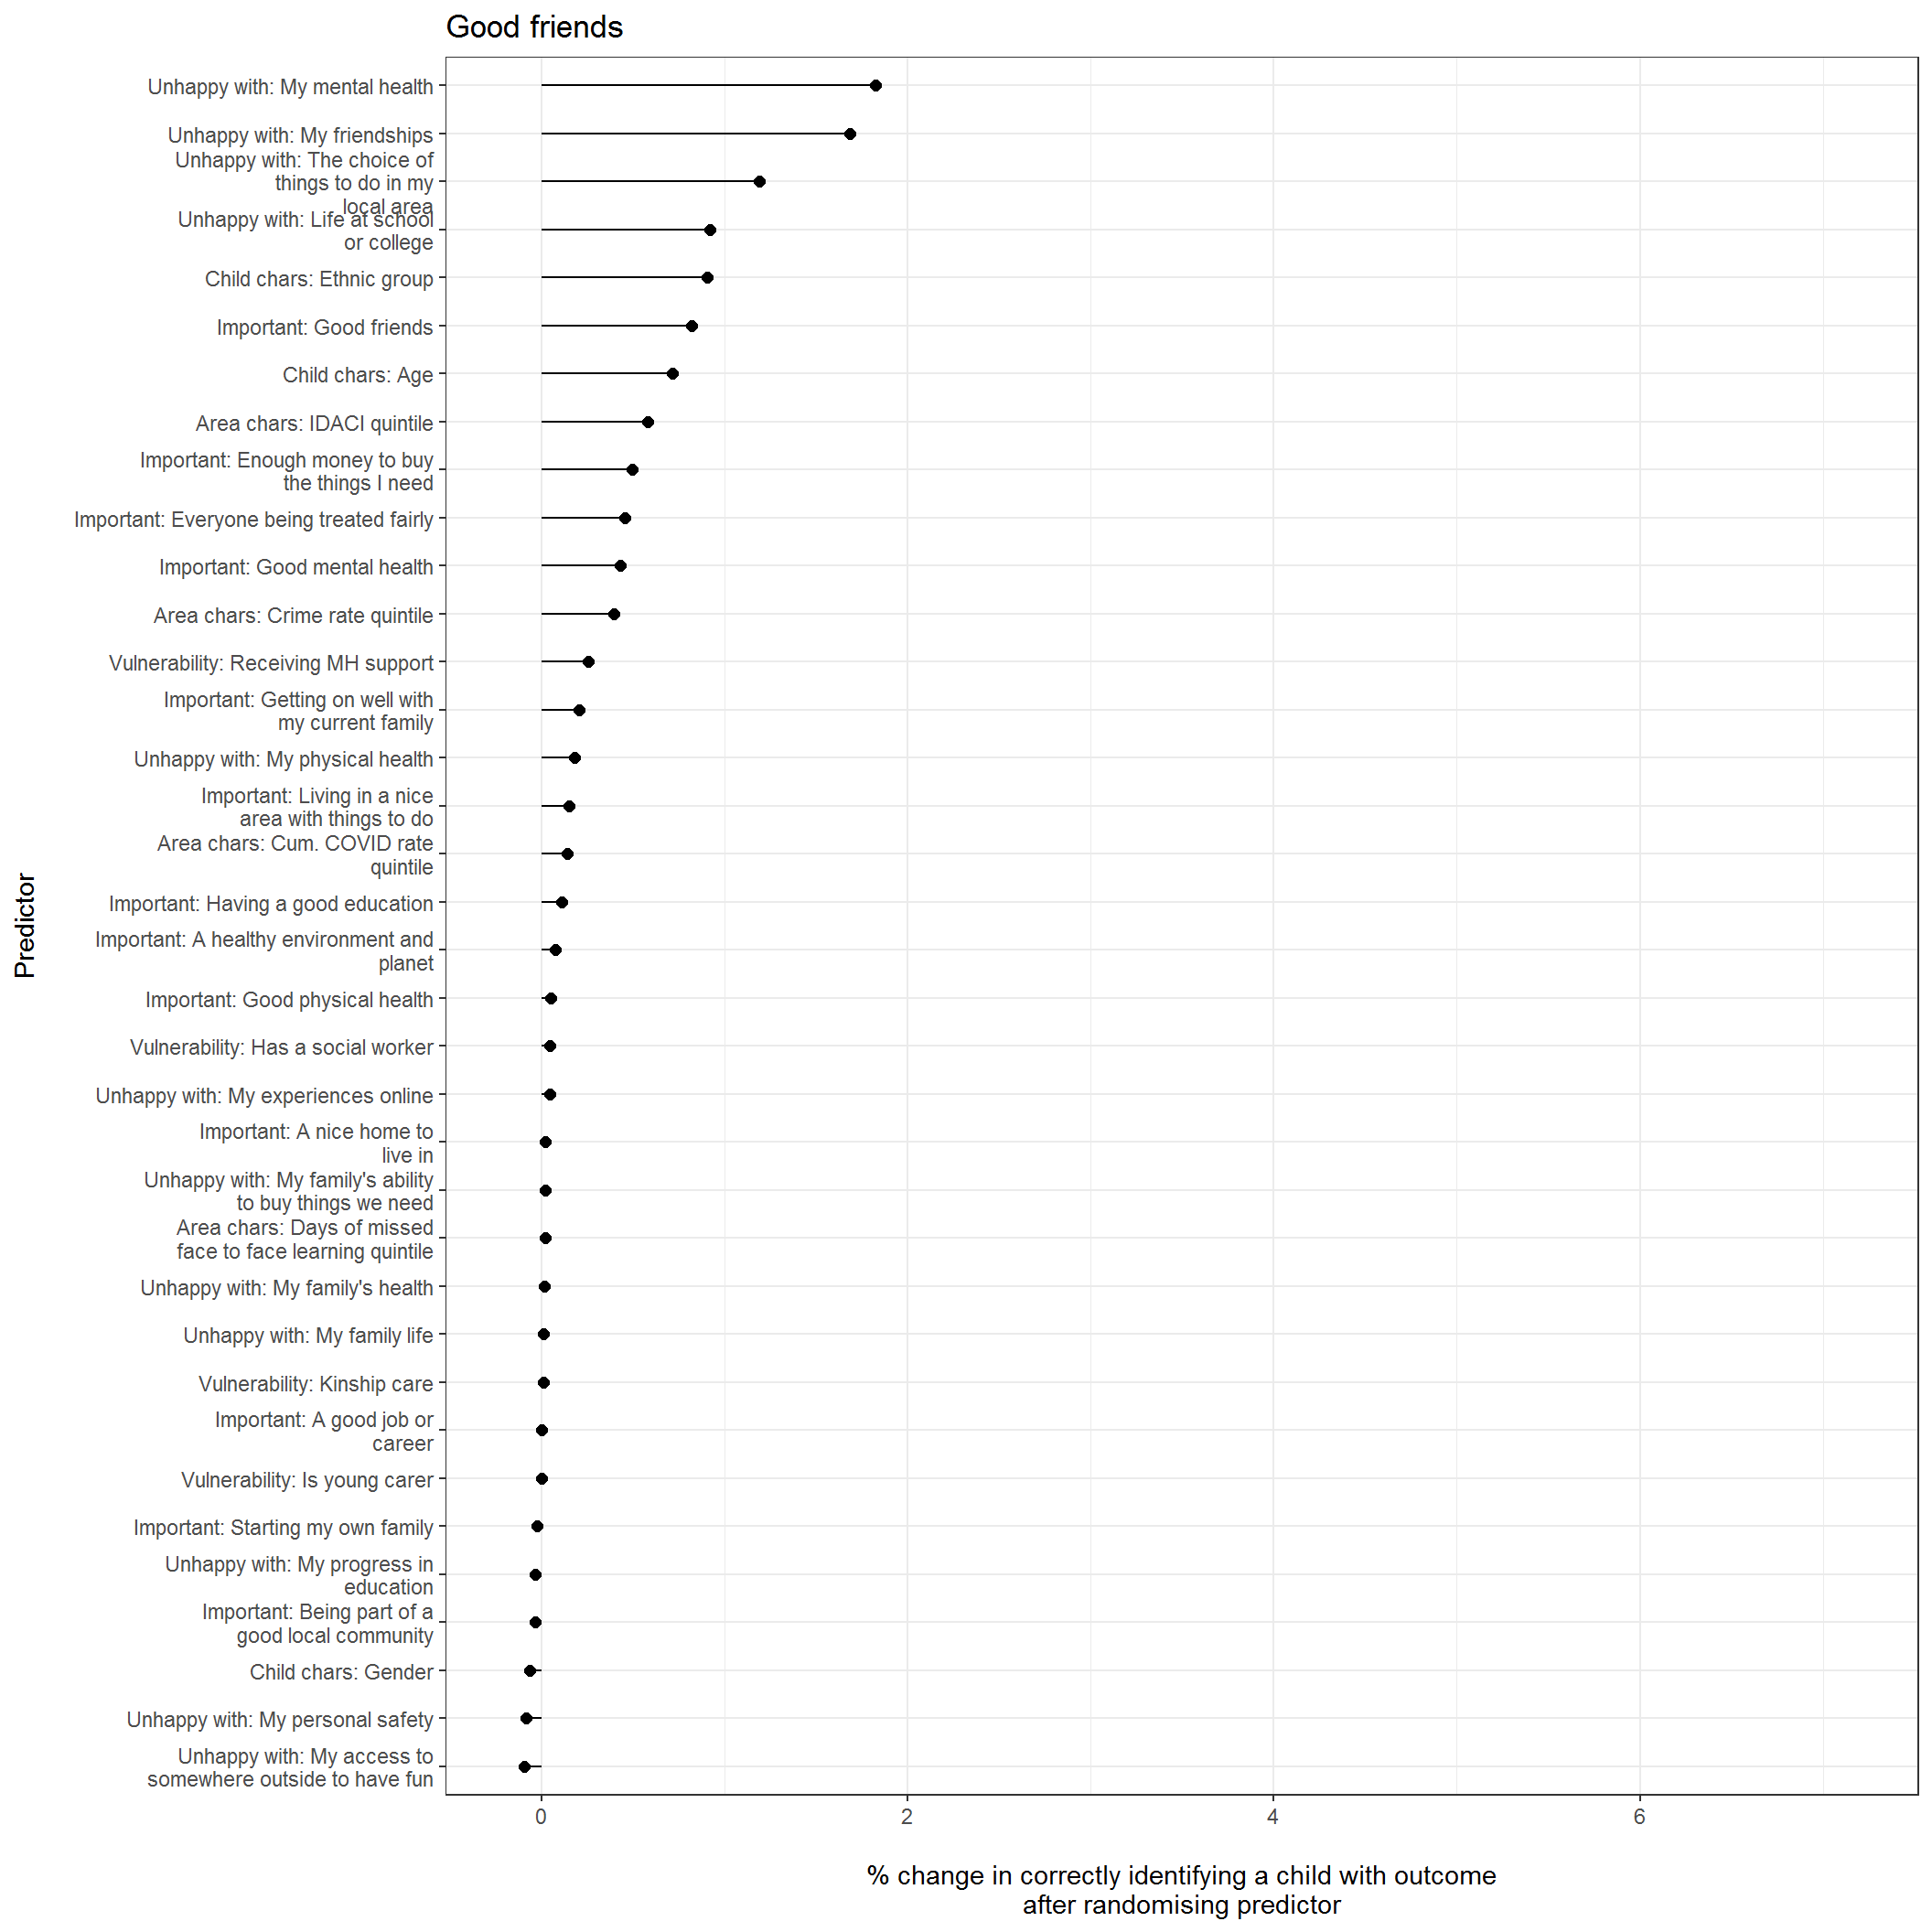 Good friends
Unhappy with: My mental health
Unhappy with: My friendships
Unhappy with: The choice of
things to do in my
local area
Unhappy with: Life at school
or college
Child chars: Ethnic group
Important: Good friends
Child chars: Age
Area chars: IDACI quintile
Important: Enough money to buy
the things I need
Important: Everyone being treated fairly
Important: Good mental health
Area chars: Crime rate quintile
Vulnerability: Receiving MH support
Important: Getting on well with
my current family
Unhappy with: My physical health
Important: Living in a nice
area with things to do
Area chars: Cum. COVID rate
quintile
Important: Having a good education
Important: A healthy environment and
planet
Important: Good physical health
Vulnerability: Has a social worker
Unhappy with: My experiences online
Important: A nice home to
live in
Unhappy with: My family's ability
to buy things we need
Area chars: Days of missed
face to face learning quintile
Unhappy with: My family's health
Unhappy with: My family life
Vulnerability: Kinship care
Important: A good job or
career
Vulnerability: Is young carer
Important: Starting my own family
Unhappy with: My progress in
education
Important: Being part of a
good local community
Child chars: Gender
Unhappy with: My personal safety
Unhappy with: My access to
somewhere outside to have fun
Predictor
0 2 4 6
% change in correctly identifying a child with outcome
after randomising predictor